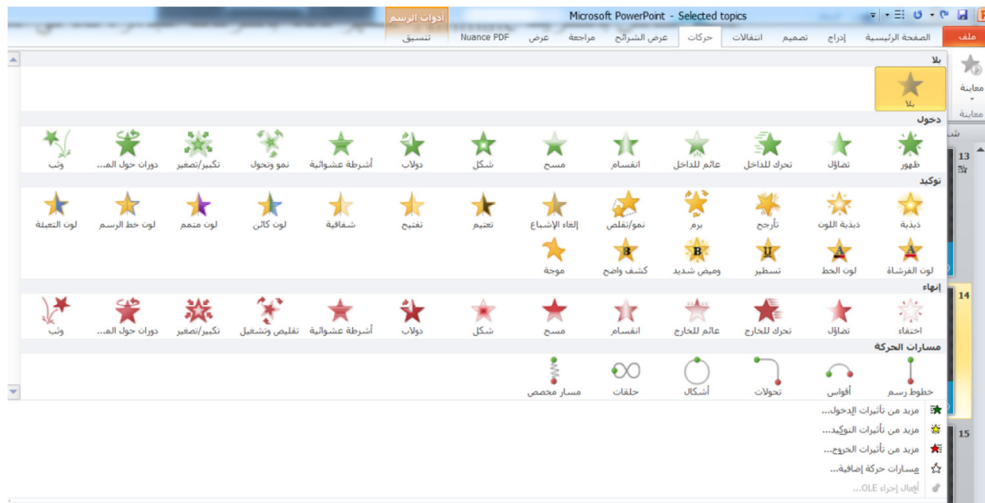 Microsoft PowerPoint - Selected topics
أدوات الرسم
ملف الصفحة الرئيسية إدراج تصميم انتقالات حركات عرض الشرائح مراجعة عرض Nuance PDF تنسيق
معاينة
معاينة
بلا
بلا
دخول
ظهور تضاؤل تحرك للداخل عائم للداخل انقسام مسح شكل دولاب أشرطة عشوائية نمو وتحول تكبير/تصغير دوران حول الم... وثب
توكيد
ذبذبة ذبذبة اللون تأرجح برم نمو/تقلص إلغاء الإشباع تعتيم تفتيح شفافية لون كائن لون متمم لون خط الرسم لون التعبئة
لون الفرشاة لون الخط تسطير وميض شديد كشف واضح موجة
إنهاء
اختفاء تضاؤل تحرك للخارج عائم للخارج انقسام مسح شكل دولاب أشرطة عشوائية تقليص وتشغيل تكبير/تصغير دوران حول الم... وثب
مسارات الحركة
خطوط رسم أقواس تحولات أشكال حلقات مسار مخصص
مزيد من تأثيرات الدخول...
مزيد من تأثيرات التوكيد...
مزيد من تأثيرات الخروج...
مسارات حركة إضافية...
أفعال إجراء OLE...
13
14
15